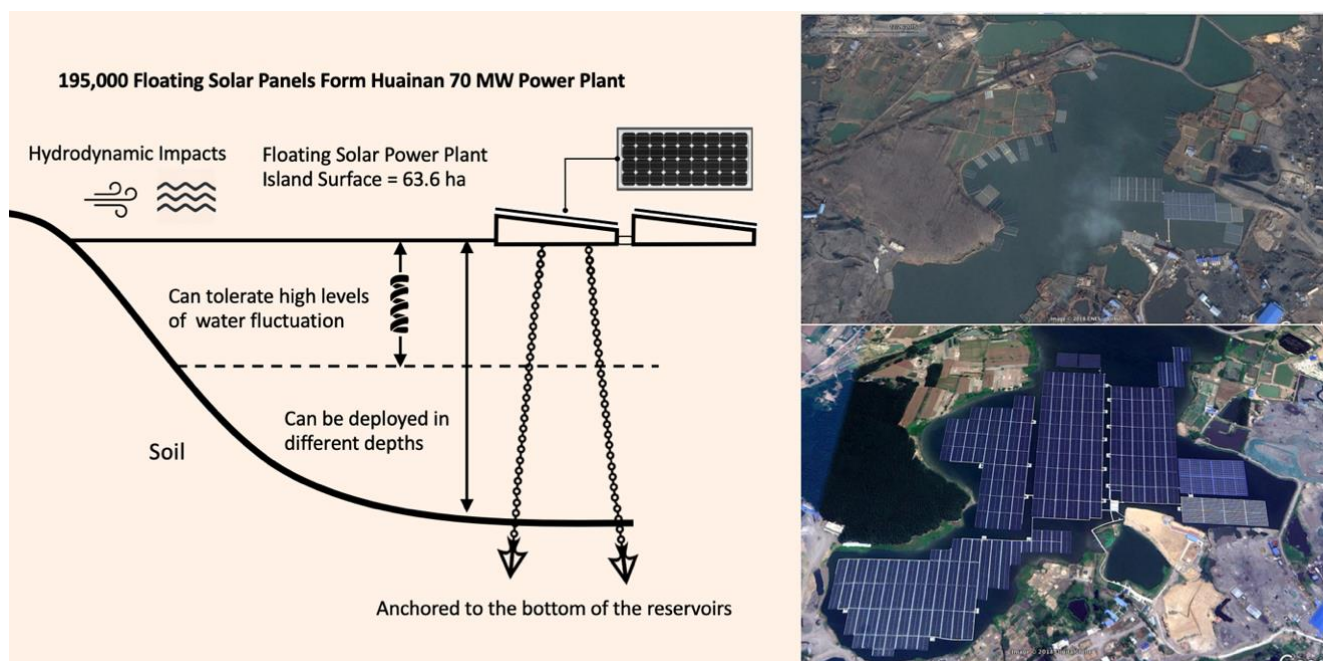 195,000 Floating Solar Panels Form Huainan 70 MW Power Plant
Hydrodynamic Impacts
Floating Solar Power Plant
Island Surface = 63.6 ha
Can tolerate high levels
of water fluctuation
Can be deployed in
different depths
Soil
Anchored to the bottom of the reservoirs